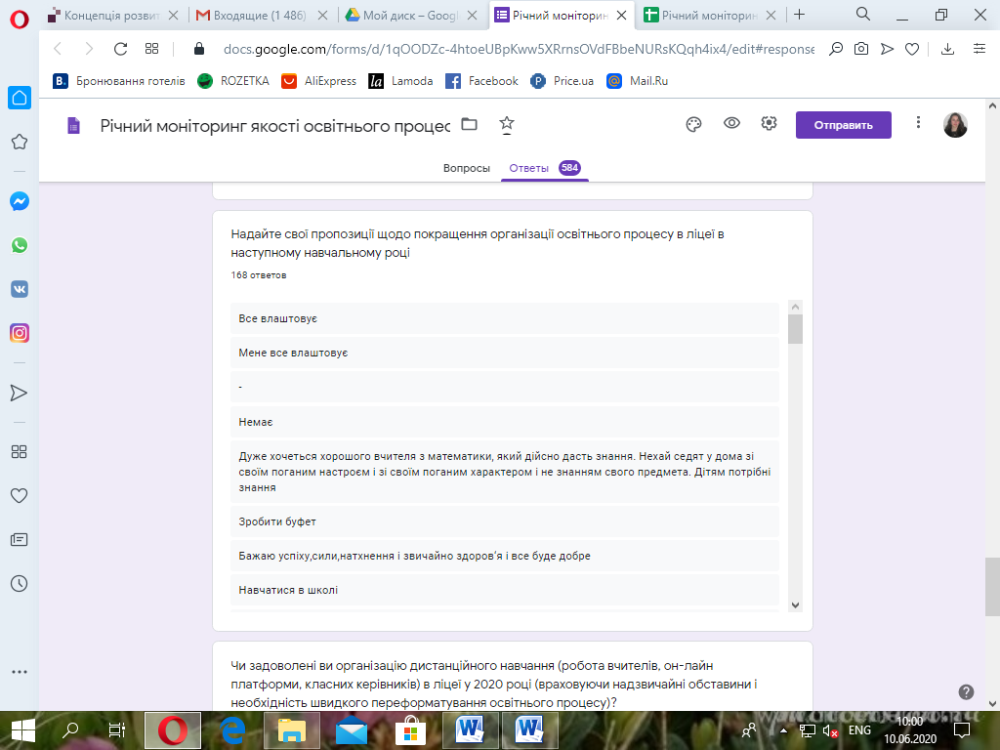 Концепція розвит
Входящие (1 486)
Мой диск – Goog
Річний моніторин
Річний моніторин
docs.google.com/forms/d/1qOODZc-4htoeUBpKww5XRrnsOVdFBbeNURsKQqh4ix4/edit#response
B. Бронювання готелів
ROZETKA
AliExpress
la Lamoda
Facebook
P Price.ua
@ Mail.Ru
Річний моніторинг якості освітнього процес
Отправить
Вопросы
Ответы 584
Надайте свої пропозиції щодо покращення організації освітнього процесу в ліцеї в
наступному навчальному році
168 ответов
Все влаштовує
Мене все влаштовує
-
Немає
Дуже хочеться хорошого вчителя з математики, який дійсно дасть знання. Нехай седят у дома зі
своїм поганим настроєм і зі своїм поганим характером і не знанням свого предмета. Дітям потрібні
знання
Зробити буфет
Бажаю успіху,сили,натхнення і звичайно здоров'я і все буде добре
Навчатися в школі
Чи задоволені ви організацію дистанційного навчання (робота вчителів, он-лайн
платформи, класних керівників) в ліцеї у 2020 році (враховуючи надзвичайні обставини і
необхідність швидкого переформатування освітнього процесу)?
ENG
10:00
10.06.2020